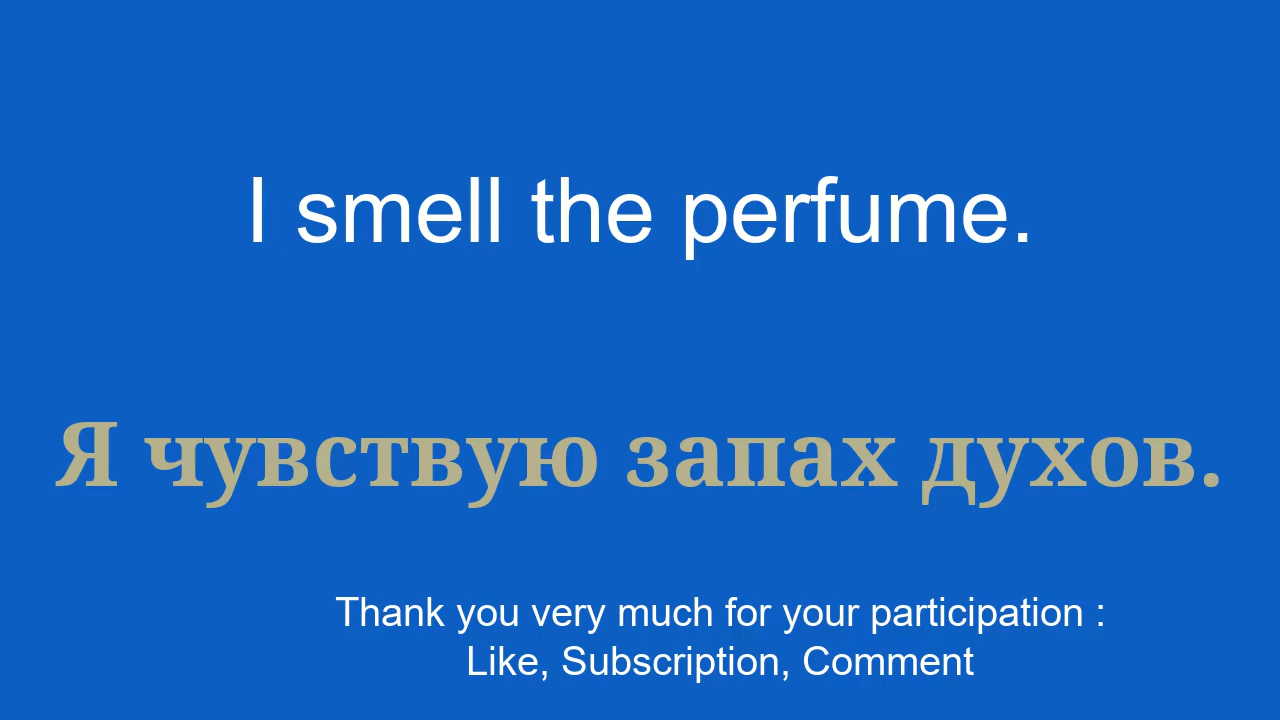 I smell the perfume.
Я чувствую запах духов.
Thank you very much for your participation :
Like, Subscription, Comment